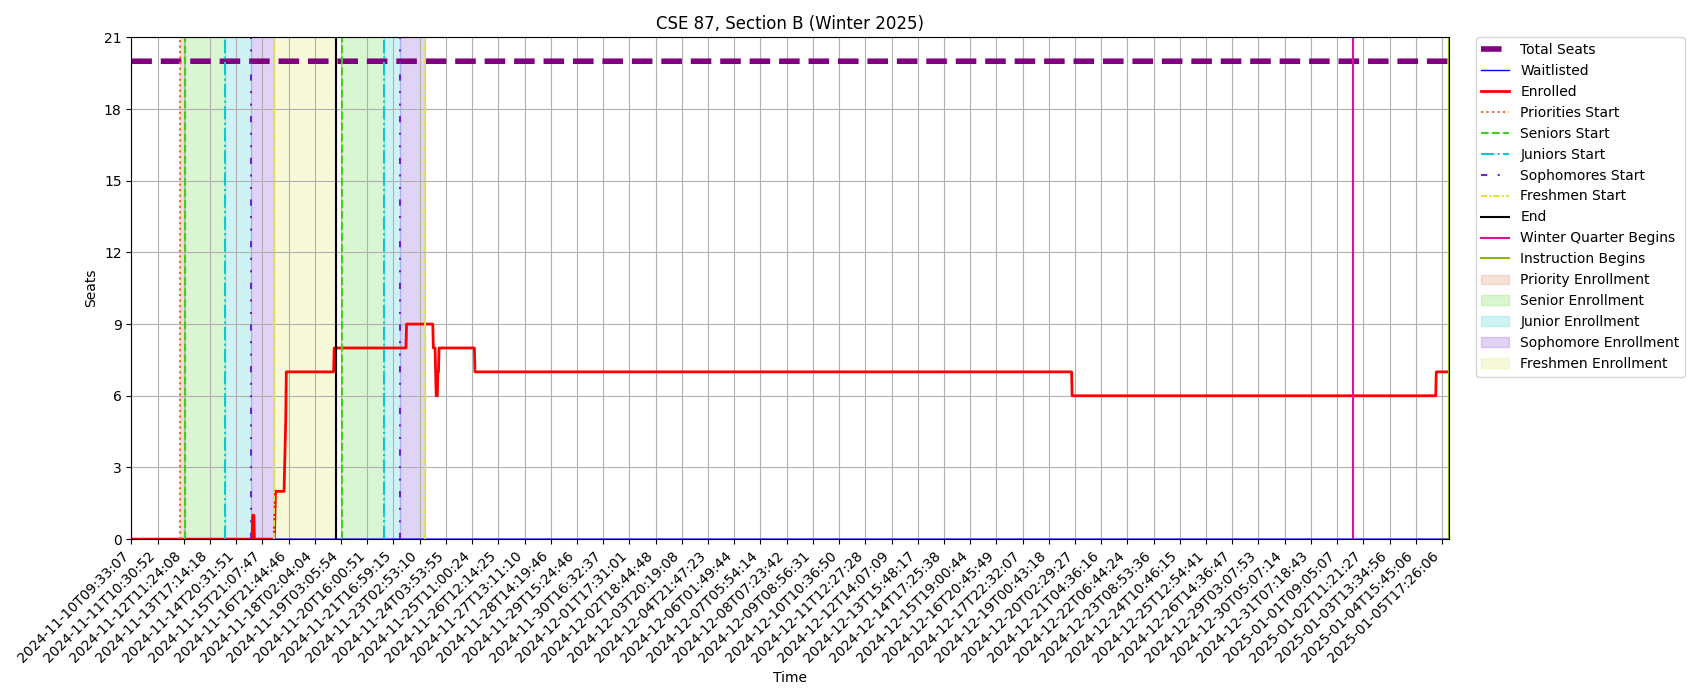 CSE 87, Section B (Winter 2025)
21
18
15
12
9
6
3
0
Seats
2024-11-10T09:33:07
2024-11-11T10:30:52
2024-11-12T11:24:08
2024-11-13T17:14:18
2024-11-14T20:31:51
2024-11-15T21:07:47
2024-11-16T21:44:46
2024-11-18T02:04:04
2024-11-19T03:05:54
2024-11-20T16:00:51
2024-11-21T16:59:15
2024-11-23T02:53:10
2024-11-24T03:53:55
2024-11-25T11:00:24
2024-11-26T12:14:25
2024-11-27T13:11:10
2024-11-28T14:19:46
2024-11-29T15:24:46
2024-11-30T16:32:37
2024-12-01T17:31:01
2024-12-02T18:44:48
2024-12-03T20:19:08
2024-12-04T21:47:23
2024-12-06T01:49:44
2024-12-07T05:54:14
2024-12-08T07:23:42
2024-12-09T08:56:31
2024-12-10T10:36:50
2024-12-11T12:27:28
2024-12-12T14:07:09
2024-12-13T15:48:17
2024-12-14T17:25:38
2024-12-15T19:00:44
2024-12-16T20:45:49
2024-12-17T22:32:07
2024-12-19T00:43:18
2024-12-20T02:29:27
2024-12-21T04:36:16
2024-12-22T06:44:24
2024-12-23T08:53:36
2024-12-24T10:46:15
2024-12-25T12:54:41
2024-12-26T14:36:47
2024-12-29T03:07:53
2024-12-30T05:07:14
2024-12-31T07:18:43
2025-01-01T09:05:07
2025-01-02T11:21:27
2025-01-03T13:34:56
2025-01-04T15:45:06
2025-01-05T17:26:06
Time
Total Seats
Waitlisted
Enrolled
Priorities Start
Seniors Start
Juniors Start
Sophomores Start
Freshmen Start
End
Winter Quarter Begins
Instruction Begins
Priority Enrollment
Senior Enrollment
Junior Enrollment
Sophomore Enrollment
Freshmen Enrollment